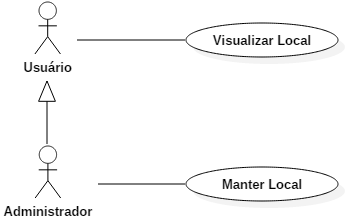 Visualizar Local
Usuário
Manter Local
Administrador